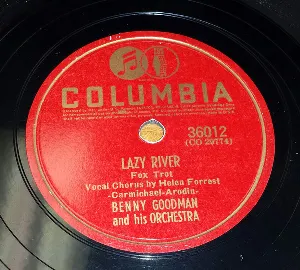 COLUMBIA
36012
(CO 29774)
LAZY RIVER
Fox Trot
Vocal Chorus by Helen Forrest
-Carmichael-Arodin-
BENNY GOODMAN
and his ORCHESTRA